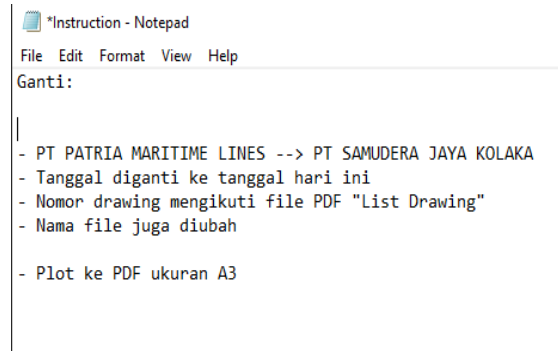 *Instruction - Notepad
File Edit Format View Help
Ganti:
- PT PATRIA MARITIME LINES --> PT SAMUDERA JAYA KOLAKA
- Tanggal diganti ke tanggal hari ini
- Nomor drawing mengikuti file PDF "List Drawing"
- Nama file juga diubah
- Plot ke PDF ukuran A3